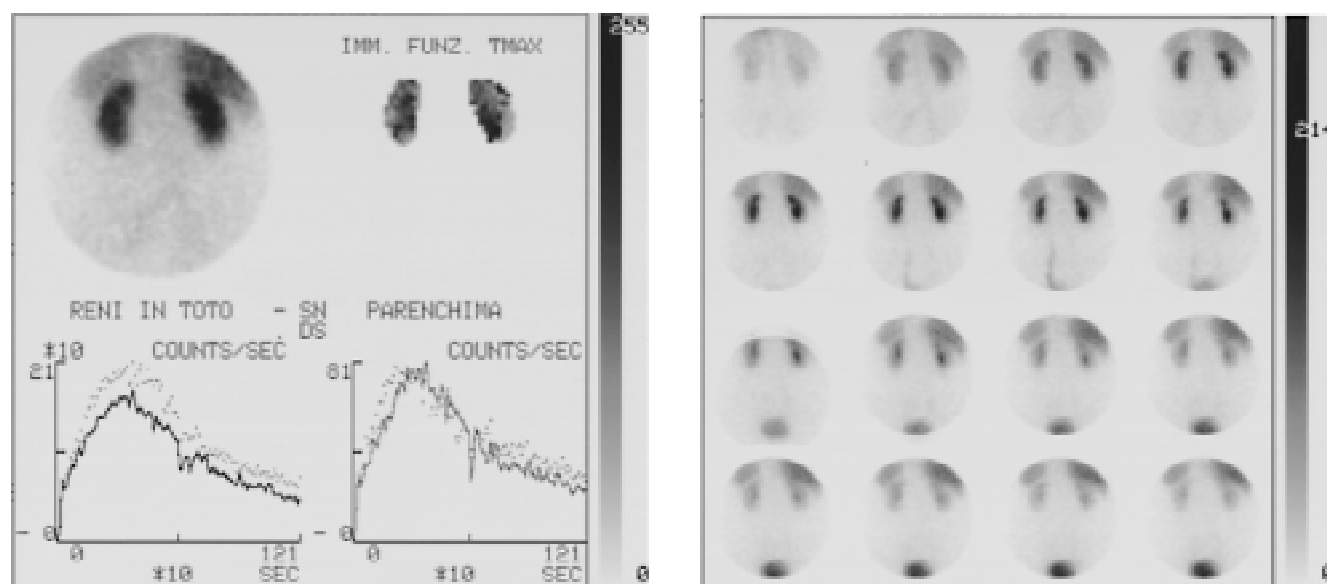 255
IMM. FUNZ. TMAX
RENI IN TOTO - SN PARENCHIMA
DS
*10 COUNTS/SEC COUNTS/SEC
21 81
- 0 - 0
0 121 0 121
*10 SEC *10 SEC
0
214